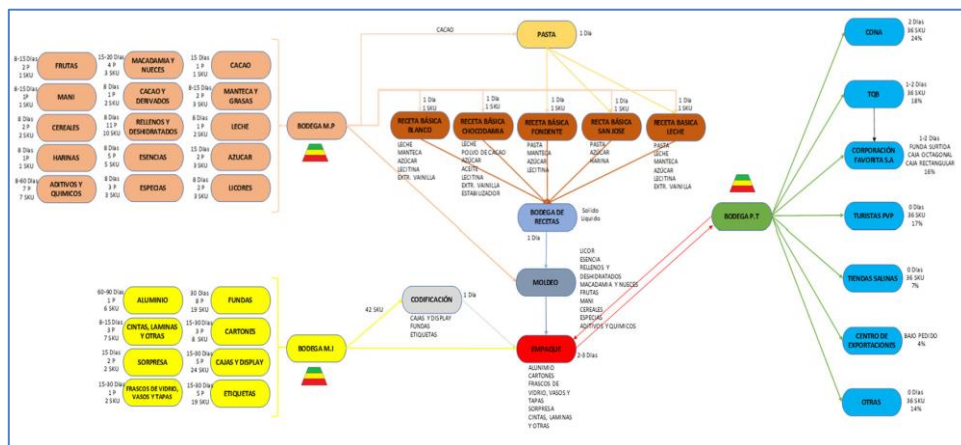 8-15 Días
2 P
1 SKU
FRUTAS
15-20 Días
4 P
3 SKU
MACADAMIA Y
NUECES
15 Días
1 P
1 SKU
CACAO
8-15 Días
1P
1 SKU
MANI
8 Días
1 P
2 SKU
CACAO Y
DERIVADOS
8-15 Días
2 P
3 SKU
MANTECA Y
GRASAS
8 Días
2 P
2 SKU
CEREALES
8 Días
11 P
10 SKU
RELLENOS Y
DESHIDRATADOS
6 Días
1 P
2 SKU
LECHE
8 Días
1P
1 SKU
HARINAS
8 Días
5 P
5 SKU
ESENCIAS
15 Días
2 P
3 SKU
AZUCAR
8-60 Días
7 P
7 SKU
ADITIVOS Y
QUIMICOS
8 Días
3 P
3 SKU
ESPECIAS
8 Días
2 P
3 SKU
LICORES
BODEGA M.P
CACAO
PASTA
1 Día
1 Día
1 SKU
RECETA BÁSICA
BLANCO
LECHE
MANTECA
AZÚCAR
LECITINA
EXTR. VAINILLA
1 Día
1 SKU
RECETA BÁSICA
CHOCODAMIA
LECHE
POLVO DE CACAO
AZÚCAR
ACEITE
LECITINA
EXTR. VAINILLA
ESTABILIZADOR
1 Día
1 SKU
RECETA BÁSICA
FONDENTE
PASTA
MANTECA
AZÚCAR
LECITINA
1 Día
1 SKU
RECETA BÁSICA
SAN JOSE
PASTA
AZÚCAR
HARINA
1 Día
1 SKU
RECETA BASICA
LECHE
PASTA
LECHE
MANTECA
AZÚCAR
LECITINA
EXTR. VAINILLA
BODEGA DE
RECETAS
Solido
Liquido
1 Día
MOLDEO
LICOR
ESENCIA
RELLENOS Y
DESHIDRATADOS
MACADAMIA Y NUECES
FRUTAS
MANI
CEREALES
ESPECIAS
ADITIVOS Y QUIMICOS
60-90 Días
1 P
6 SKU
ALUMINIO
30 Días
8 P
19 SKU
FUNDAS
8-15 Días
3 P
7 SKU
CINTAS, LAMINAS
Y OTRAS
15-30 Días
3 P
8 SKU
CARTONES
15 Días
2 P
2 SKU
SORPRESA
15-30 Días
5 P
24 SKU
CAJAS Y DISPLAY
15-30 Días
1 P
2 SKU
FRASCOS DE VIDRIO,
VASOS Y TAPAS
15-30 Días
5 P
19 SKU
ETIQUETAS
BODEGA M.I
42 SKU
CODIFICACIÓN
1 Día
CAJAS Y DISPLAY
FUNDAS
ETIQUETAS
EMPAQUE
2-3 Días
CARTONES
FRASCOS DE
VIDRIO, VASOS Y
TAPAS
SORPRESA
CINTAS, LAMINAS
Y OTRAS
BODEGA P.T
CONA
2 Días
36 SKU
24%
TQB
1-2 Días
36 SKU
18%
CORPORACIÓN
FAVORITA S.A
1-2 Días
FUNDA SURTIDA
CAJA OCTAGONAL
CAJA RECTANGULAR
16%
TURISTAS PVP
0 Días
36 SKU
17%
TIENDAS SALINAS
0 Días
36 SKU
7%
CENTRO DE
EXPORTACIONES
BAJO PEDIDO
4%
OTRAS
0 Días
36 SKU
14%